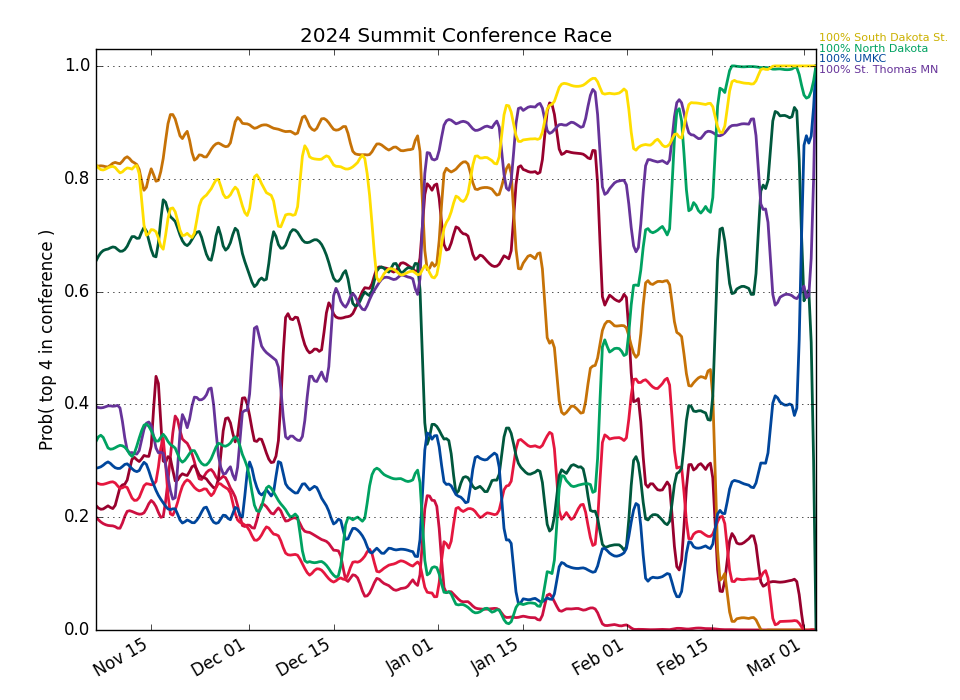 2024 Summit Conference Race
100% South Dakota St.
100% North Dakota
100% UMKC
100% St. Thomas MN
Prob( top 4 in conference )
1.0
0.8
0.6
0.4
0.2
0.0
Nov 15
Dec 01
Dec 15
Jan 01
Jan 15
Feb 01
Feb 15
Mar 01